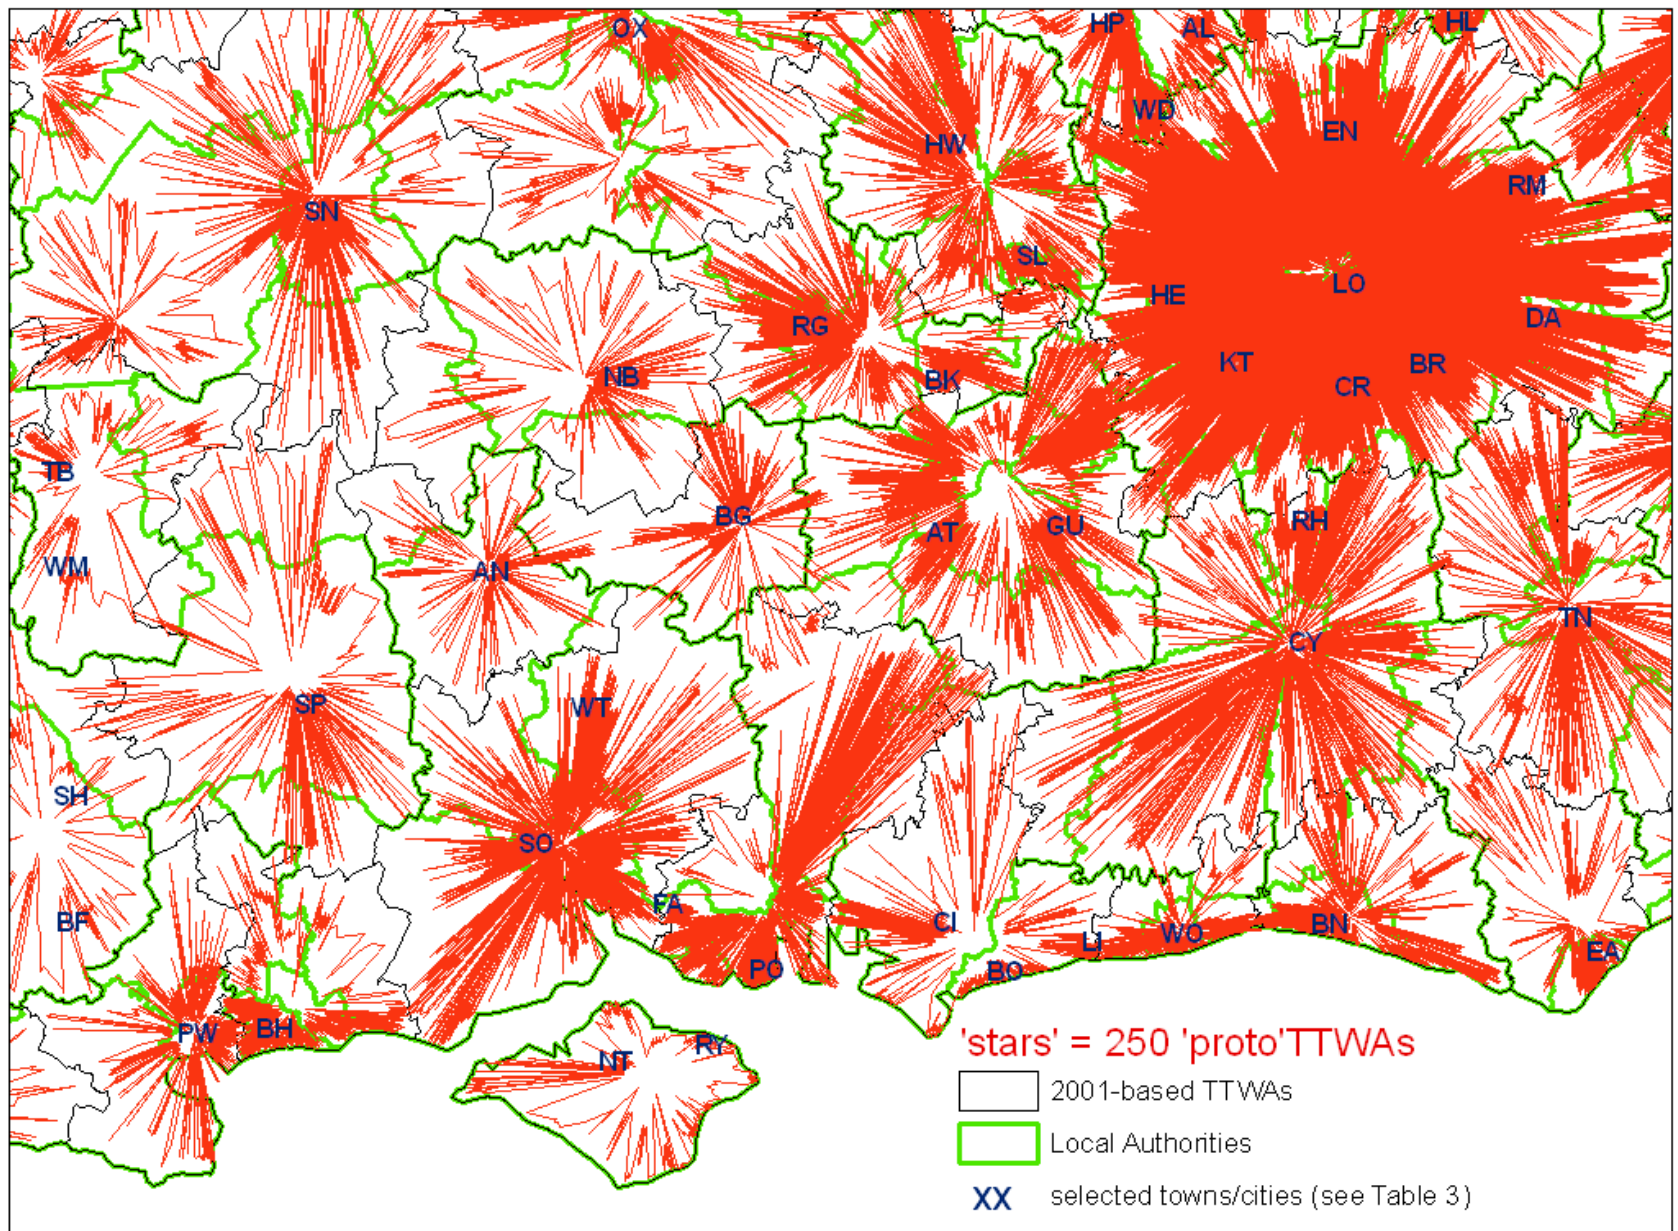 OX
HP
AL
HL
WD
EN
HW
RM
SN
SL
LO
HE
DA
RG
KT
BR
NB
BK
CR
TB
BG
RH
AT
GU
WM
AN
TN
CY
SP
WT
SH
SO
FA
BF
CI
LI
WO
BN
EA
PO
BO
PW
BH
NT
RY
'stars' = 250 'proto'TTWAs
2001-based TTWAs
Local Authorities
XX selected towns/cities (see Table 3)